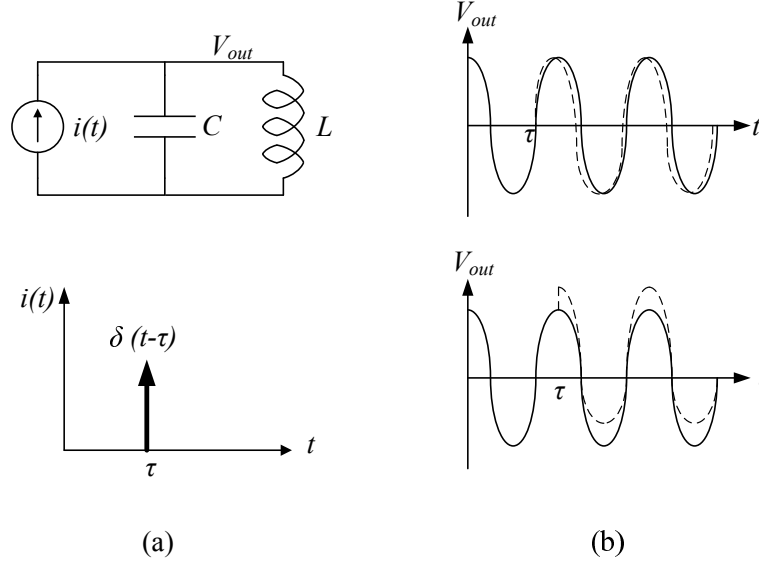 V_out
i(t)
C
L
i(t)
δ (t-τ)
τ
t
(a)
V_out
τ
t
V_out
τ
(b)